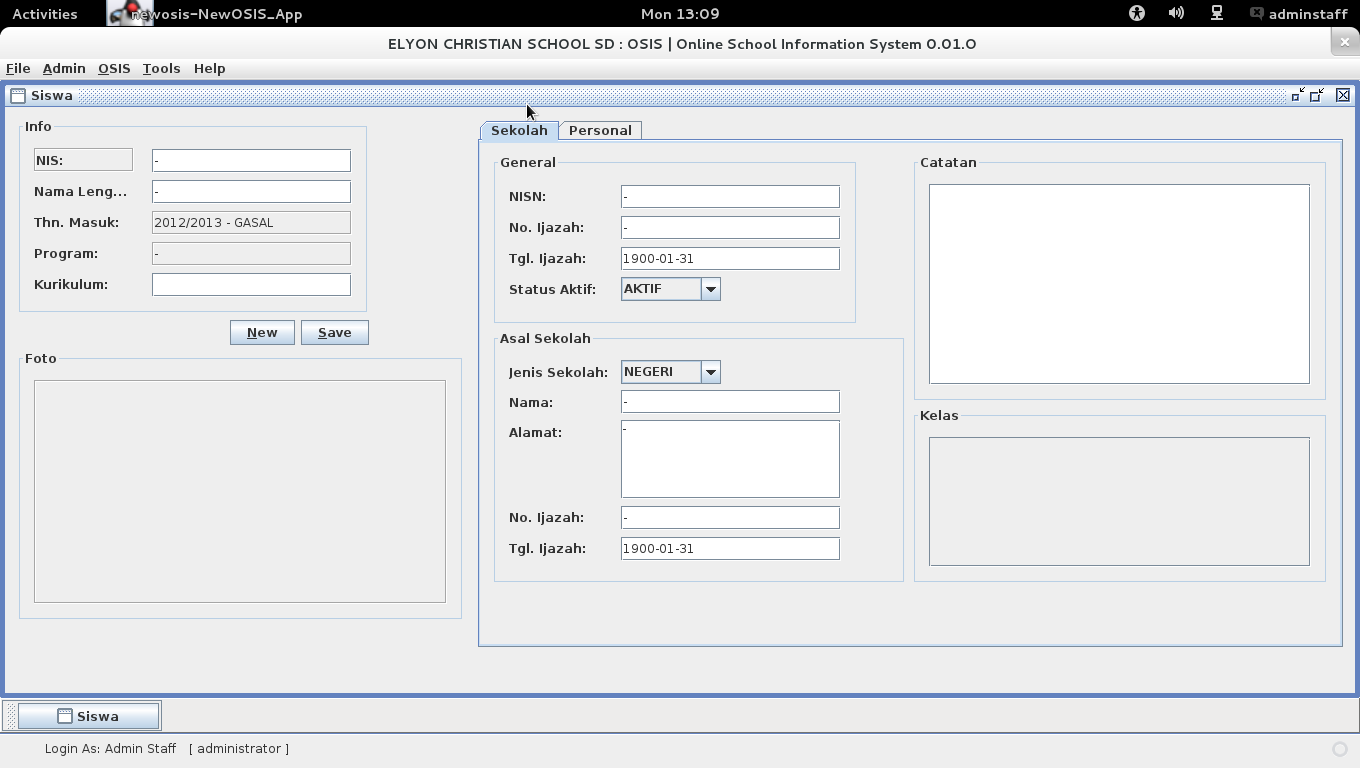 Activities newosis-NewOSIS_App Mon 13:09 adminstaff
ELYON CHRISTIAN SCHOOL SD : OSIS | Online School Information System 0.01.O
File Admin OSIS Tools Help
Siswa
Info
NIS: -
Nama Leng... -
Thn. Masuk: 2012/2013 - GASAL
Program: -
Kurikulum:
New Save
Foto
Sekolah Personal
General
NISN: -
No. Ijazah: -
Tgl. Ijazah: 1900-01-31
Status Aktif: AKTIF
Asal Sekolah
Jenis Sekolah: NEGERI
Nama: -
Alamat: -
No. Ijazah: -
Tgl. Ijazah: 1900-01-31
Catatan
Kelas
Siswa
Login As: Admin Staff [ administrator ]